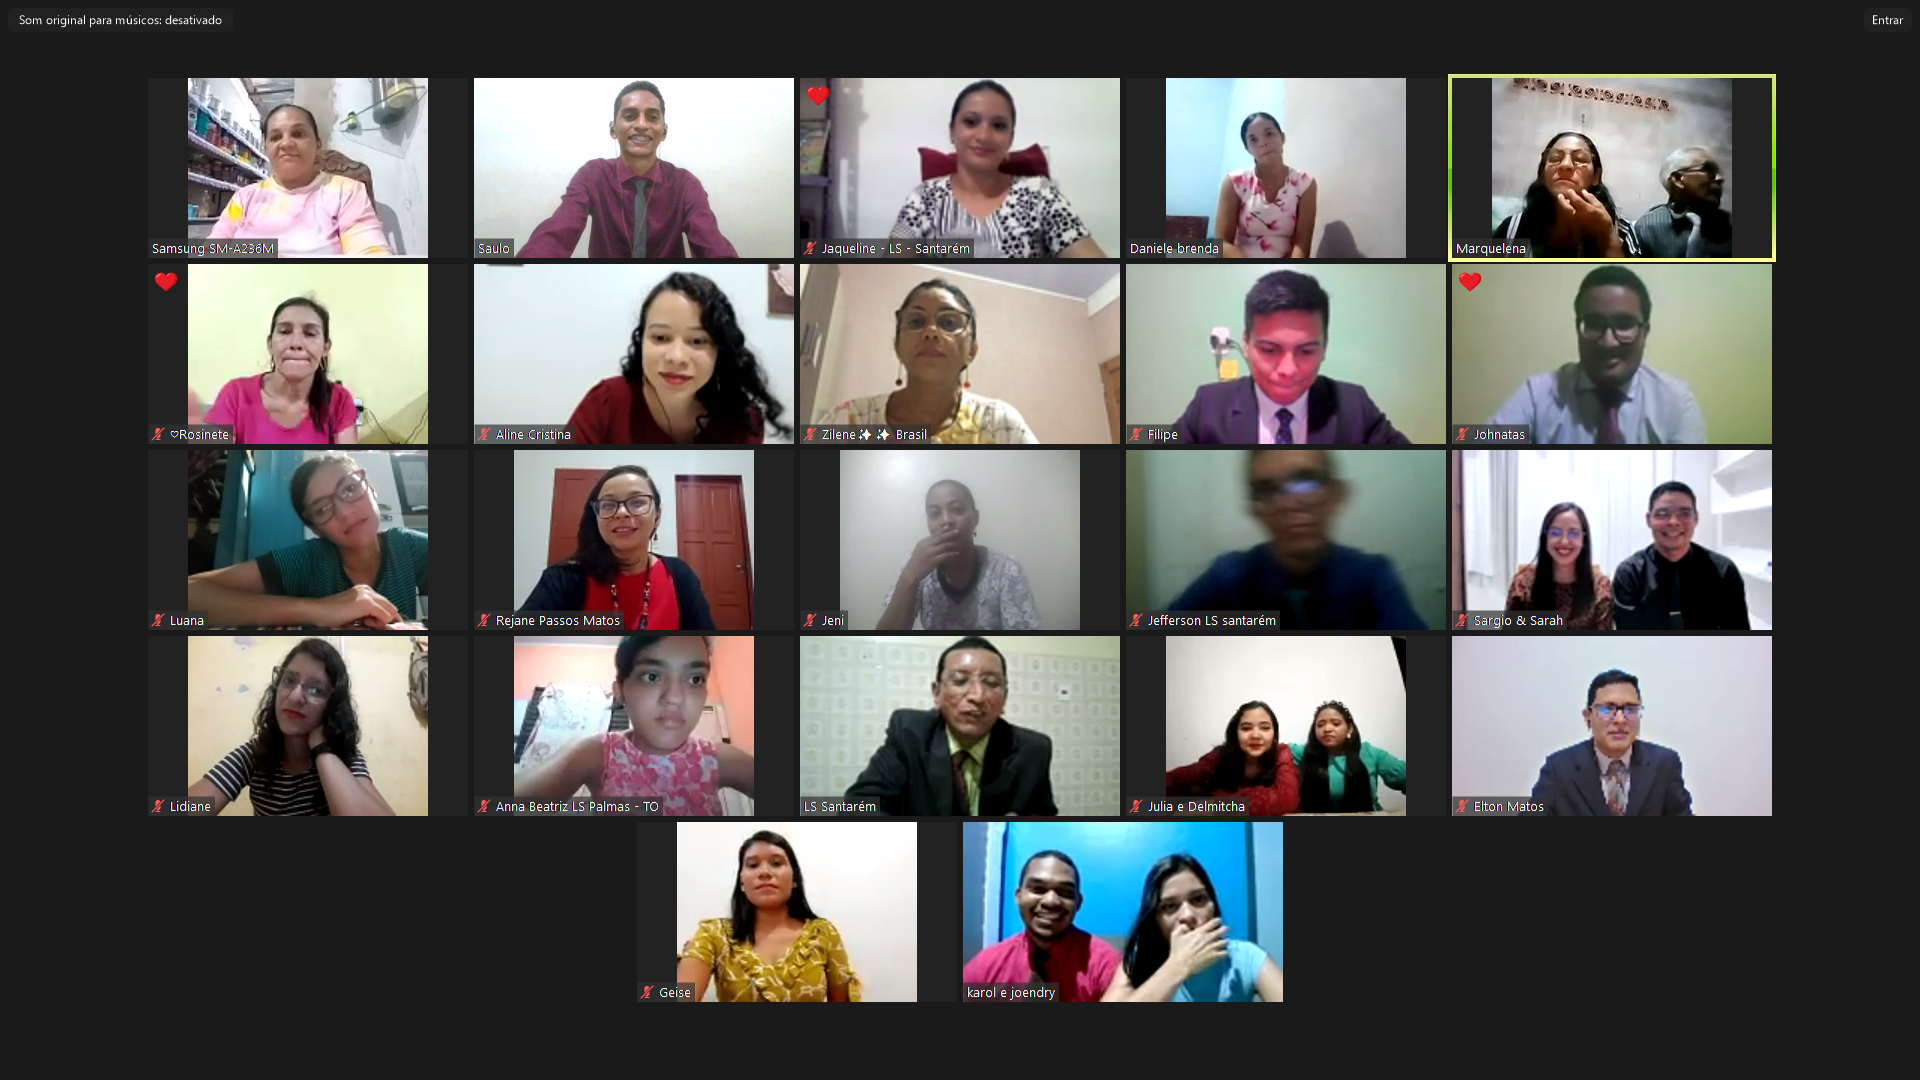 Som original para músicos: desativado
Entrar
Samsung SM-A236M
Saulo
Jaqueline - LS - Santarém
Daniele brenda
Marquelena
♡Rosinete
Aline Cristina
Zilene✨✨ Brasil
Filipe
Johnatas
Luana
Rejane Passos Matos
Jeni
Jefferson LS santarém
Sargio & Sarah
Lidiane
Anna Beatriz LS Palmas - TO
LS Santarém
Julia e Delmitcha
Elton Matos
Geise
karol e joendry